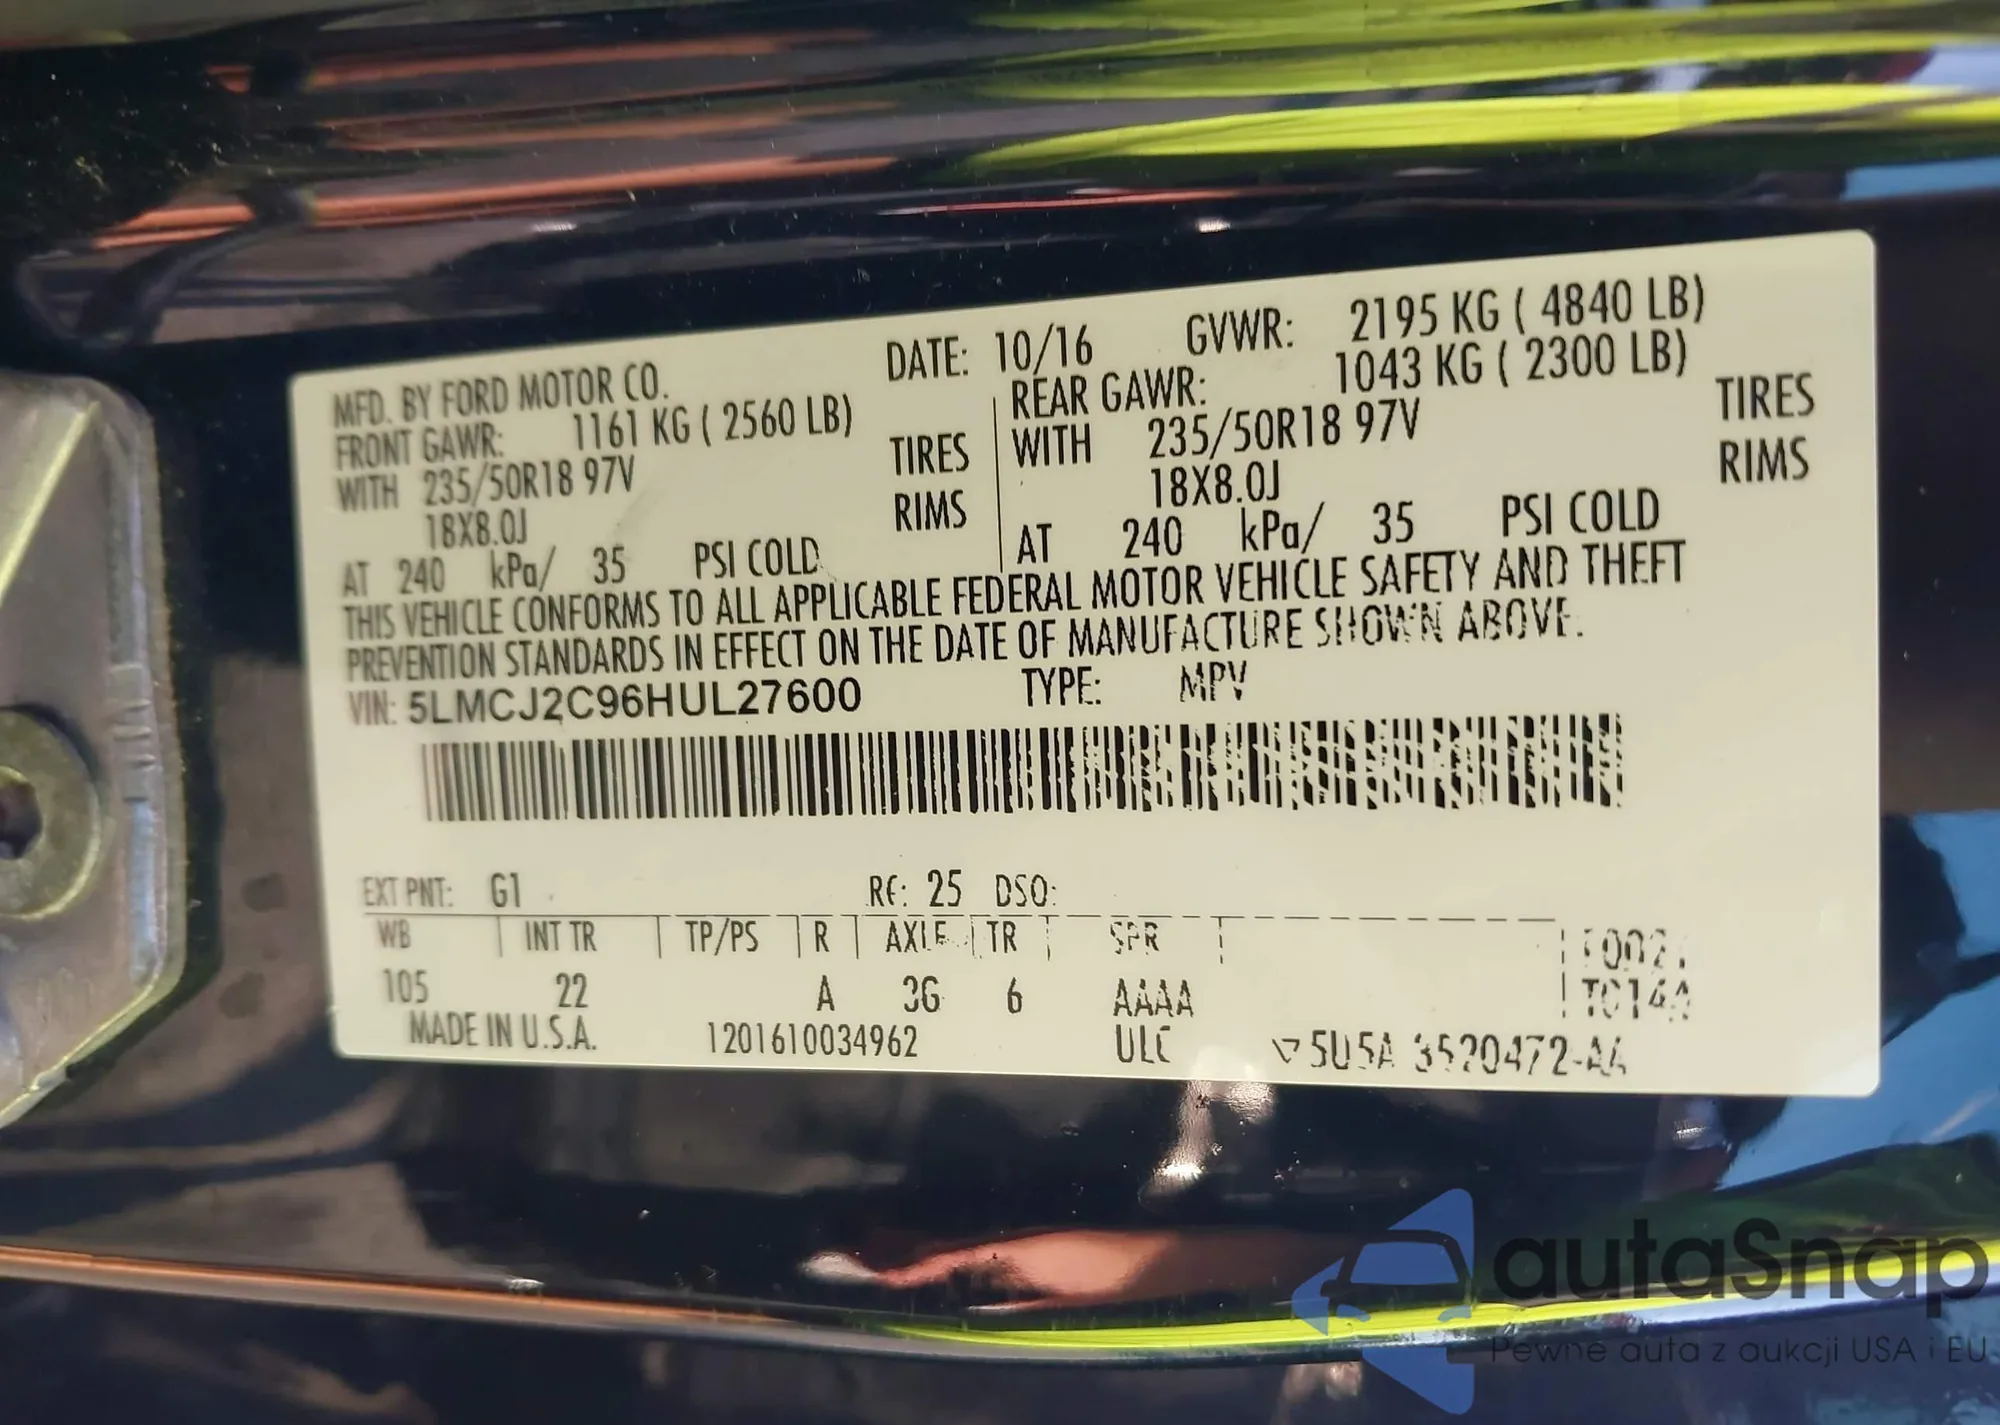 MFD. BY FORD MOTOR CO. DATE: 10/16 GVWR: 2195 KG ( 4840 LB)
FRONT GAWR: 1161 KG ( 2560 LB) REAR GAWR: 1043 KG ( 2300 LB)
WITH 235/50R18 97V TIRES WITH 235/50R18 97V TIRES
18X8.0J RIMS 18X8.0J RIMS
AT 240 kPa/ 35 PSI COLD AT 240 kPa/ 35 PSI COLD
THIS VEHICLE CONFORMS TO ALL APPLICABLE FEDERAL MOTOR VEHICLE SAFETY AND THEFT
PREVENTION STANDARDS IN EFFECT ON THE DATE OF MANUFACTURE SHOWN ABOVE.
VIN: 5LMCJ2C96HUL27600 TYPE: MPV
EXT PNT: G1 RC: 25 DSO:
WB INT TR TP/PS R AXLE TR SPR
105 22 A 3G 6 AAAA
MADE IN U.S.A. 1201610034962 ULC 5U5A 3520472-AA
autaSnap
Pewne auta z aukcji USA i EU